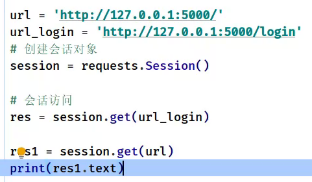 url = 'http://127.0.0.1:5000/'
url_login = 'http://127.0.0.1:5000/login'
# 创建会话对象
session = requests.Session()
# 会话访问
res = session.get(url_login)
res1 = session.get(url)
print(res1.text)